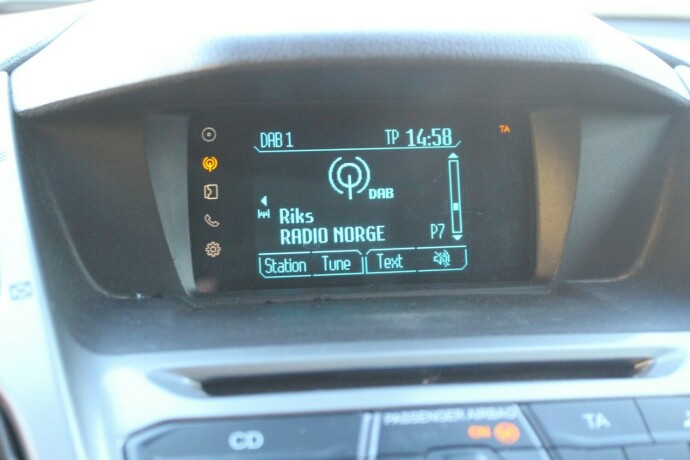 DAB 1 TP 14:58 TA
DAB
Riks
RADIO NORGE P7
Station Tune Text
PASSENGER AIRBAG
CD ON TA